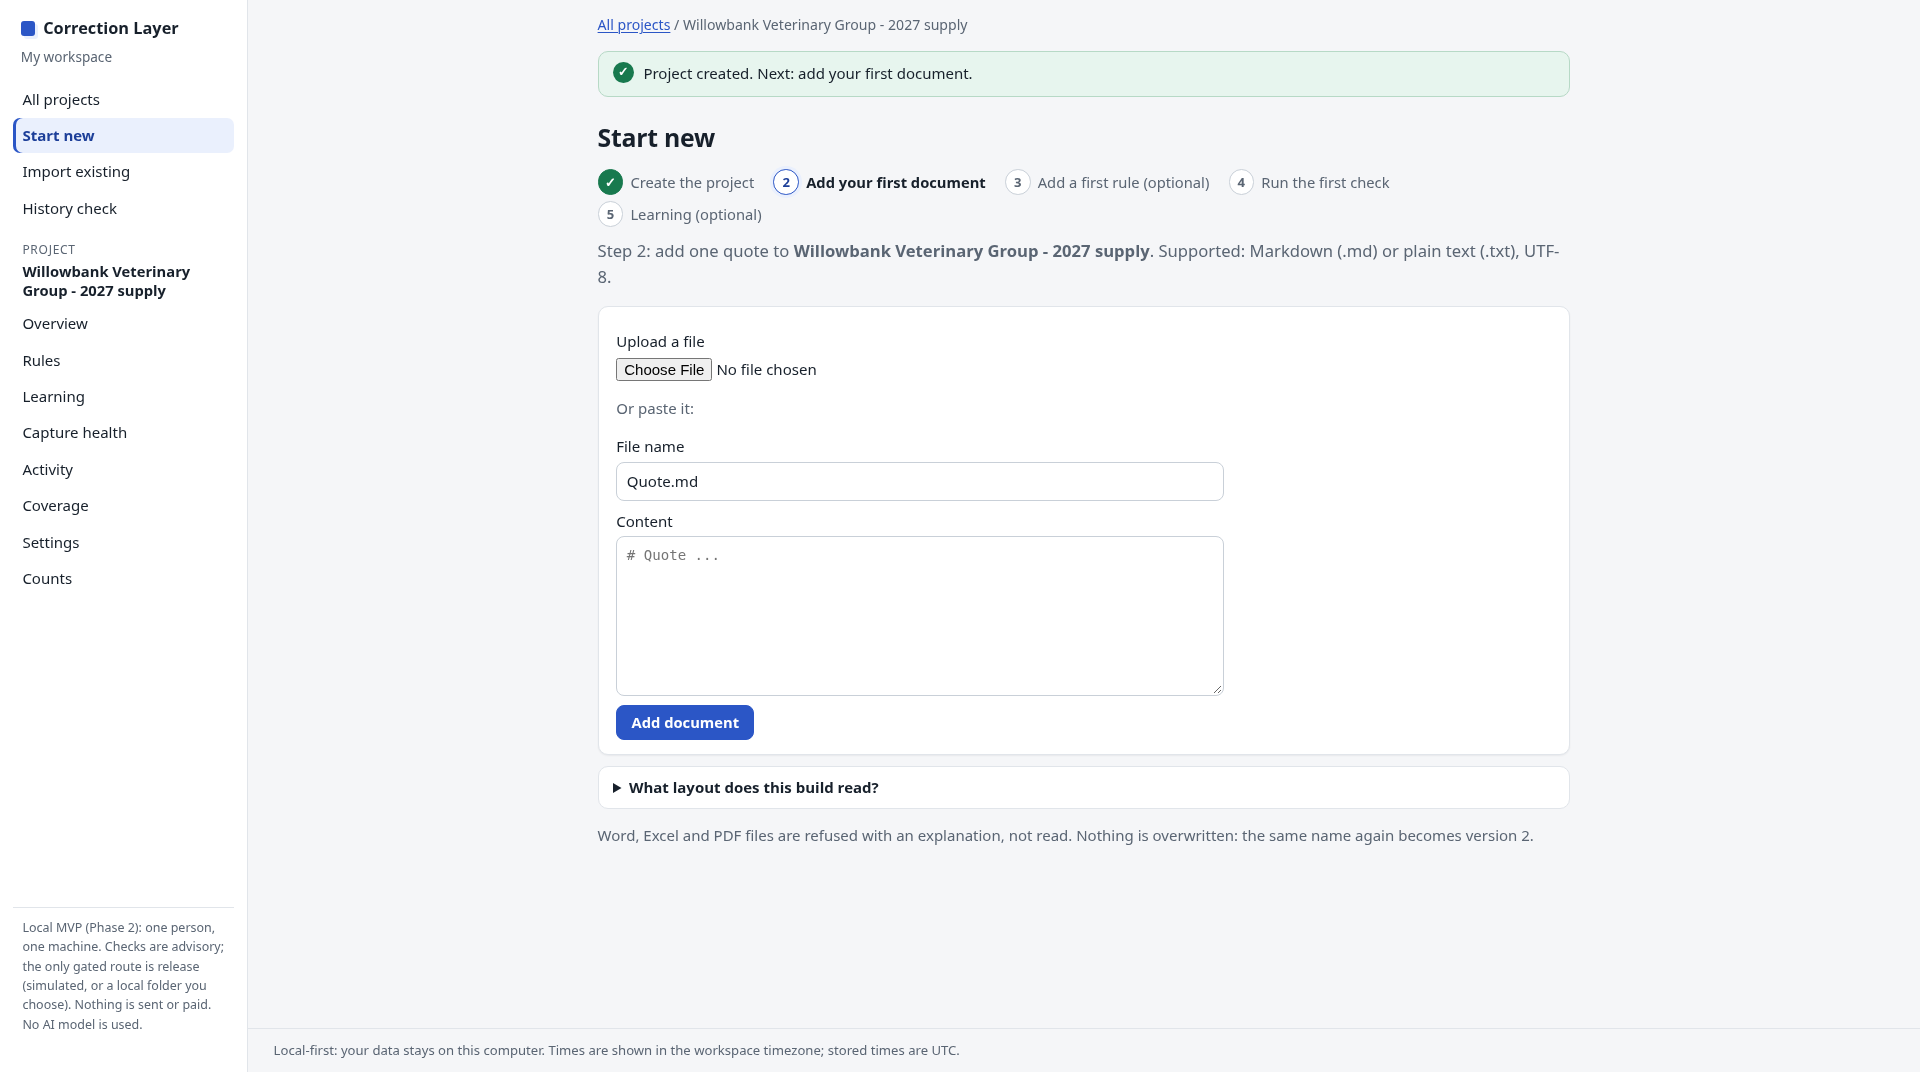 Correction Layer
My workspace
All projects
Start new
Import existing
History check
PROJECT
Willowbank Veterinary
Group - 2027 supply
Overview
Rules
Learning
Capture health
Activity
Coverage
Settings
Counts
Local MVP (Phase 2): one person,
one machine. Checks are advisory;
the only gated route is release
(simulated, or a local folder you
choose). Nothing is sent or paid.
No AI model is used.
All projects / Willowbank Veterinary Group - 2027 supply
✓ Project created. Next: add your first document.
Start new
✓ Create the project 2 Add your first document 3 Add a first rule (optional) 4 Run the first check
5 Learning (optional)
Step 2: add one quote to Willowbank Veterinary Group - 2027 supply. Supported: Markdown (.md) or plain text (.txt), UTF-
8.
Upload a file
Choose File No file chosen
Or paste it:
File name
Quote.md
Content
# Quote ...
Add document
What layout does this build read?
Word, Excel and PDF files are refused with an explanation, not read. Nothing is overwritten: the same name again becomes version 2.
Local-first: your data stays on this computer. Times are shown in the workspace timezone; stored times are UTC.